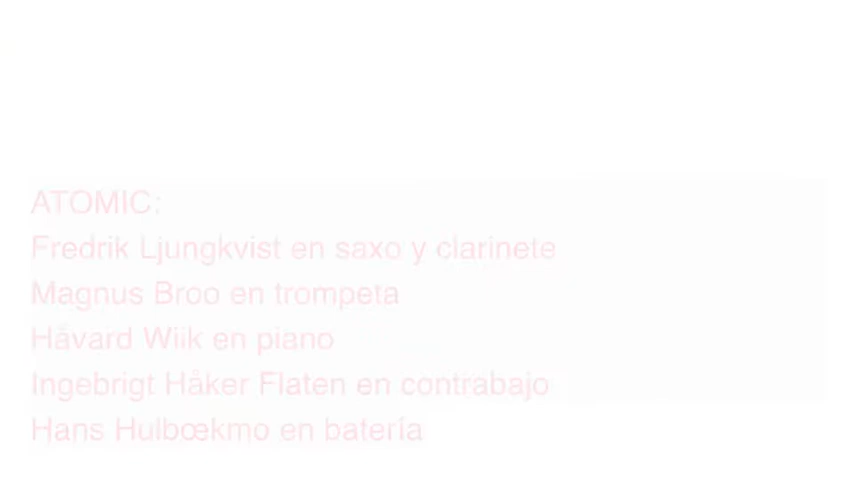 ATOMIC:
Fredrik Ljungkvist en saxo y clarinete
Magnus Broo en trompeta
Håvard Wiik en piano
Ingebrigt Håker Flaten en contrabajo
Hans Hulbœkmo en batería